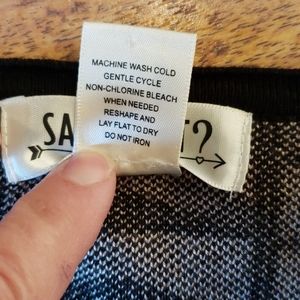 MACHINE WASH COLD
GENTLE CYCLE
NON-CHLORINE BLEACH
WHEN NEEDED
RESHAPE AND
LAY FLAT TO DRY
DO NOT IRON